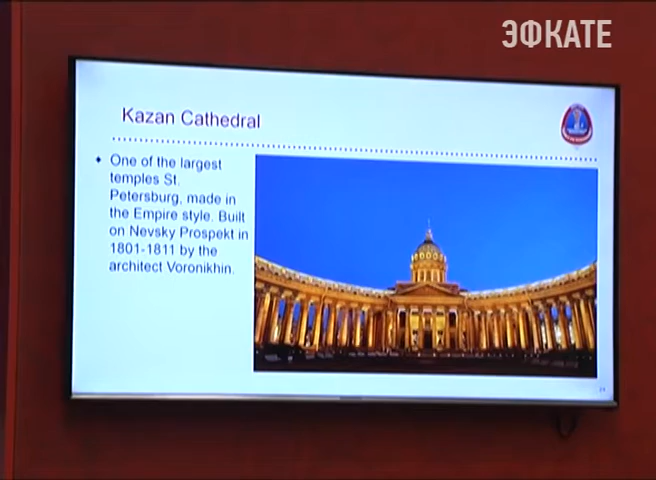 ЭФКАТЕ
Kazan Cathedral
One of the largest
temples St.
Petersburg, made in
the Empire style. Built
on Nevsky Prospekt in
1801-1811 by the
architect Voronikhin.